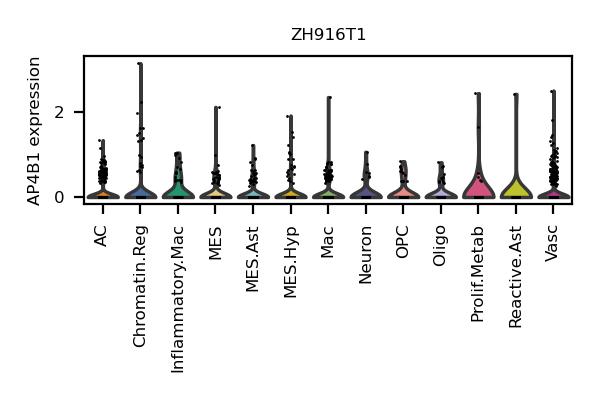 ZH916T1
AP4B1 expression
2
0
AC
Chromatin.Reg
Inflammatory.Mac
MES
MES.Ast
MES.Hyp
Mac
Neuron
OPC
Oligo
Prolif.Metab
Reactive.Ast
Vasc